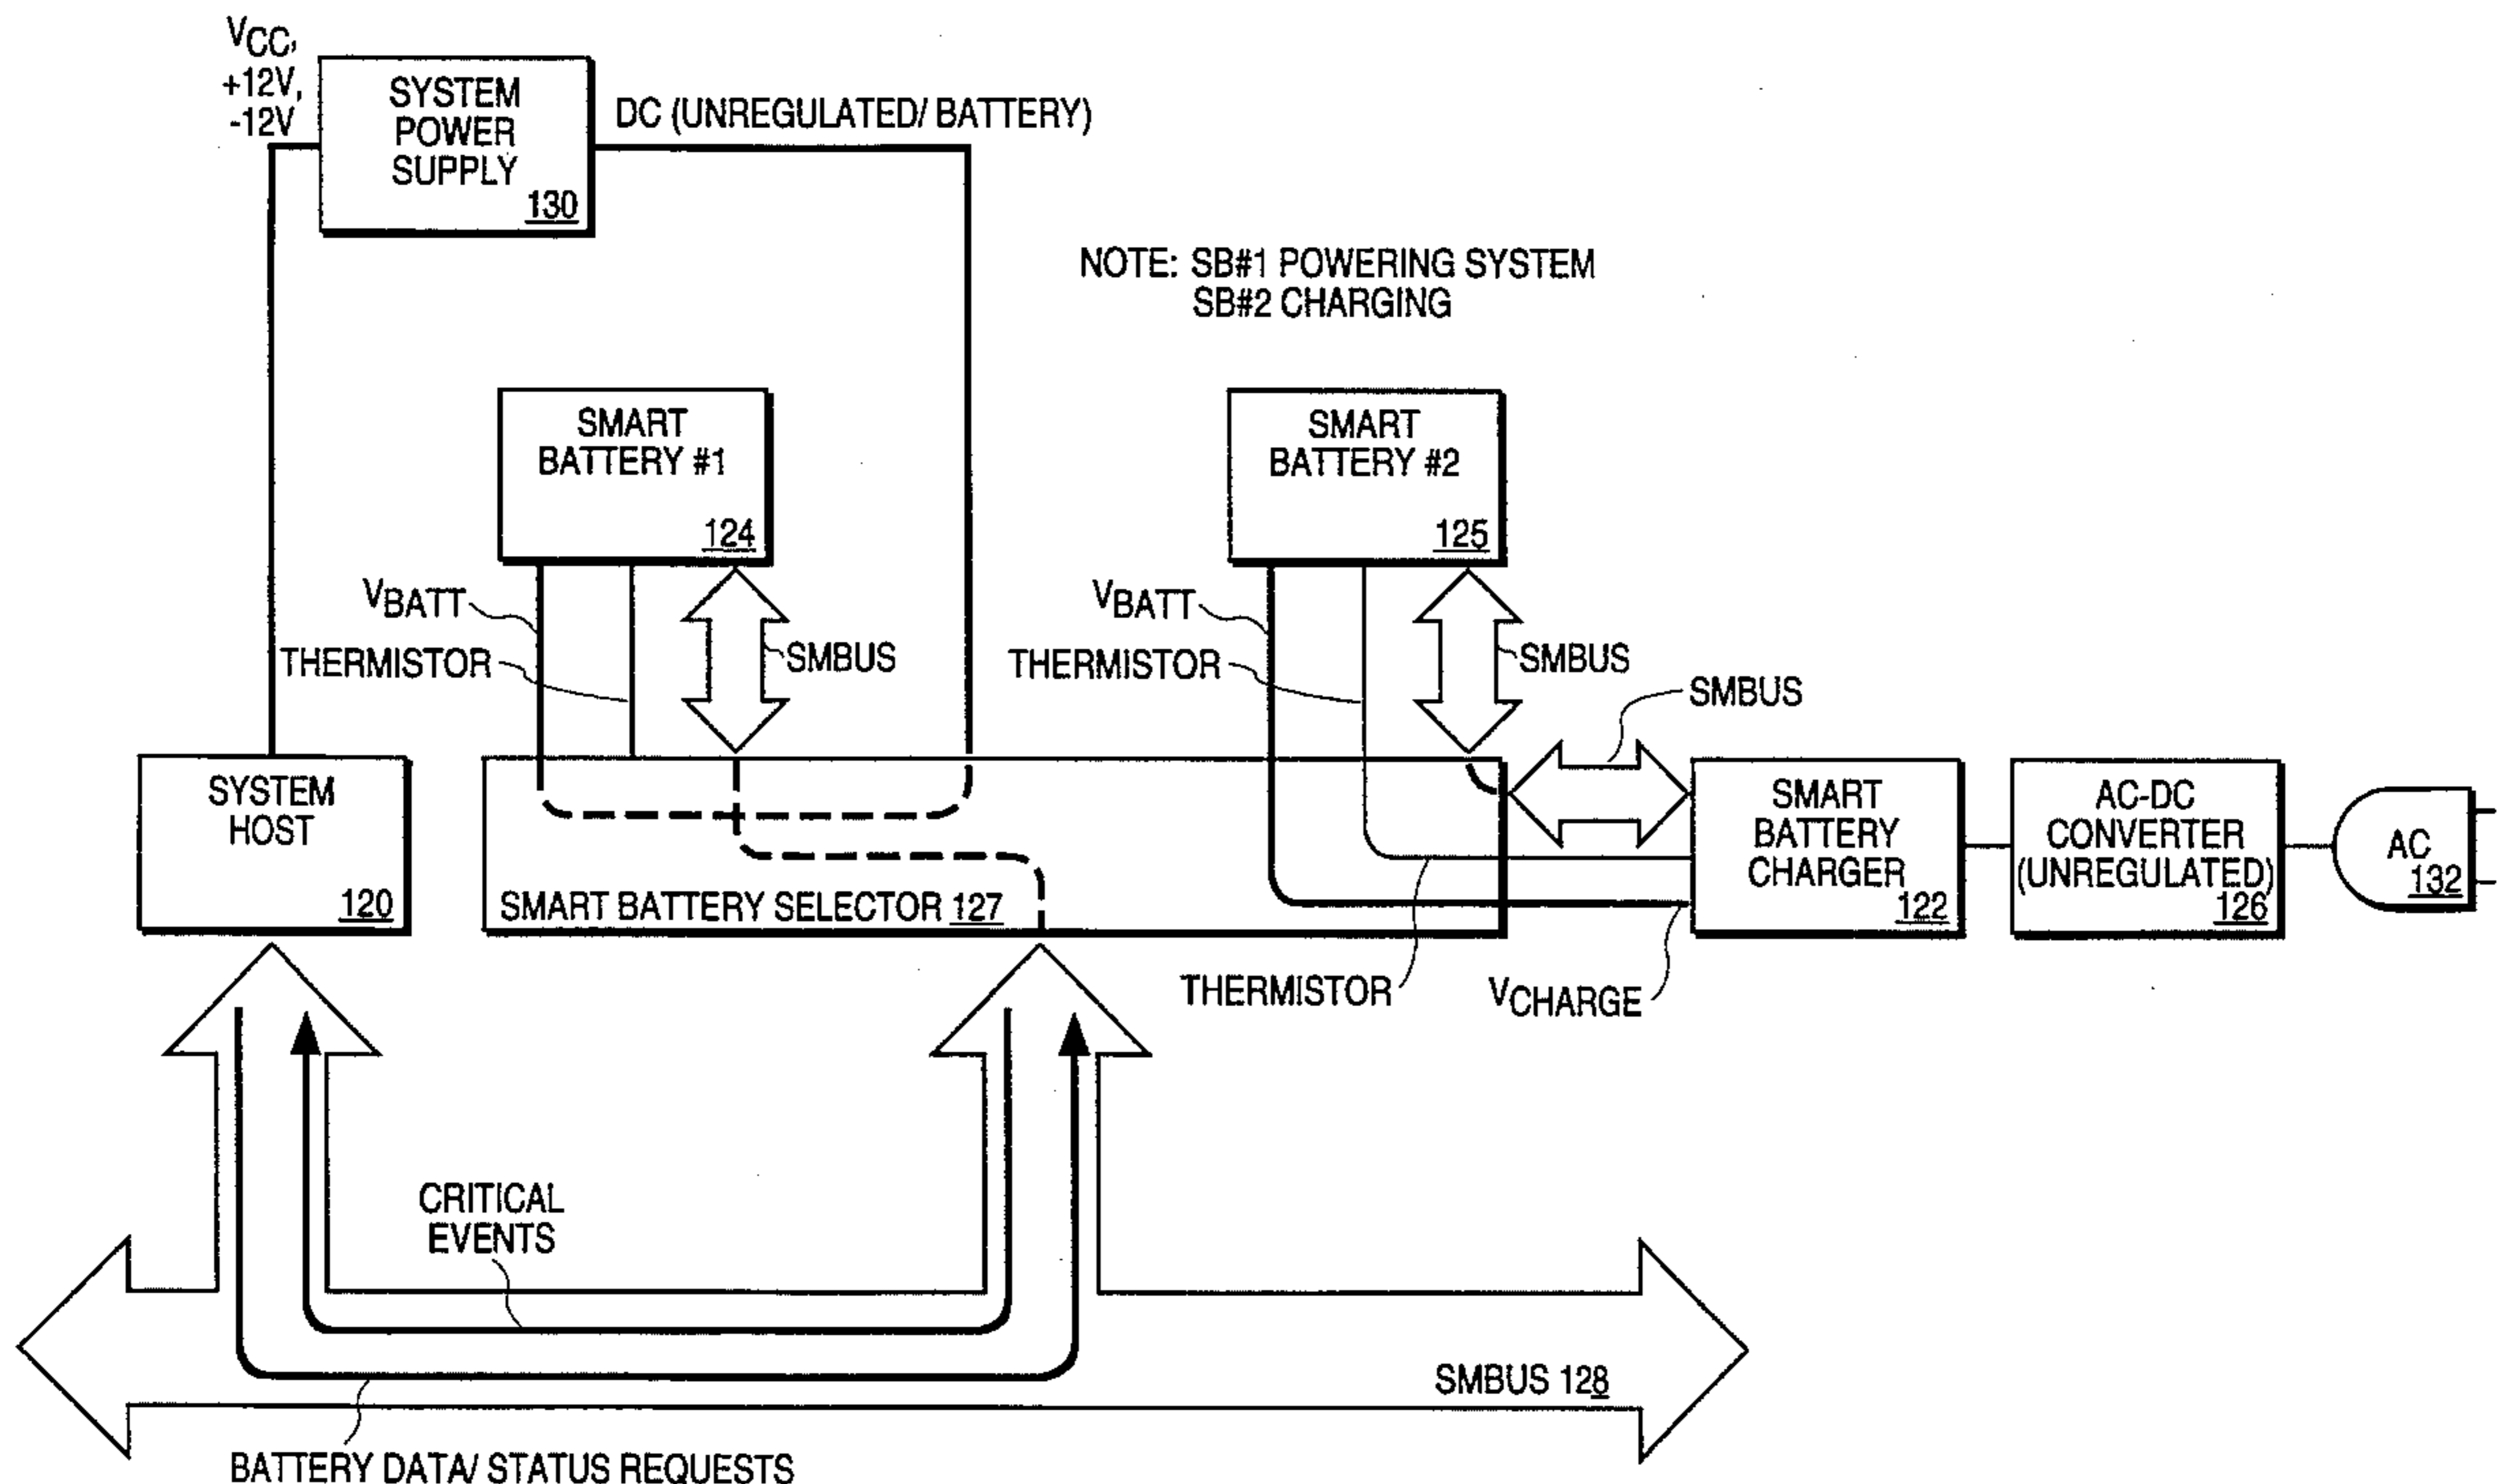 VCC,
+12V,
-12V
SYSTEM
POWER
SUPPLY
130
DC (UNREGULATED/ BATTERY)
NOTE: SB#1 POWERING SYSTEM
SB#2 CHARGING
SMART
BATTERY #1
124
SMART
BATTERY #2
125
VBATT
THERMISTOR
SMBUS
VBATT
THERMISTOR
SMBUS
SMBUS
SYSTEM
HOST
120
SMART BATTERY SELECTOR 127
SMART
BATTERY
CHARGER
122
AC-DC
CONVERTER
(UNREGULATED)
126
AC
132
THERMISTOR
VCHARGE
CRITICAL
EVENTS
SMBUS 128
BATTERY DATA/ STATUS REQUESTS